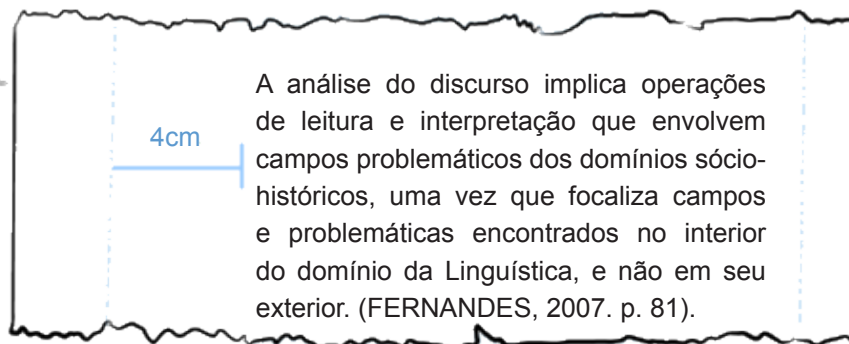 4cm
A análise do discurso implica operações
de leitura e interpretação que envolvem
campos problemáticos dos domínios sócio-
históricos, uma vez que focaliza campos
e problemáticas encontrados no interior
do domínio da Linguística, e não em seu
exterior. (FERNANDES, 2007. p. 81).